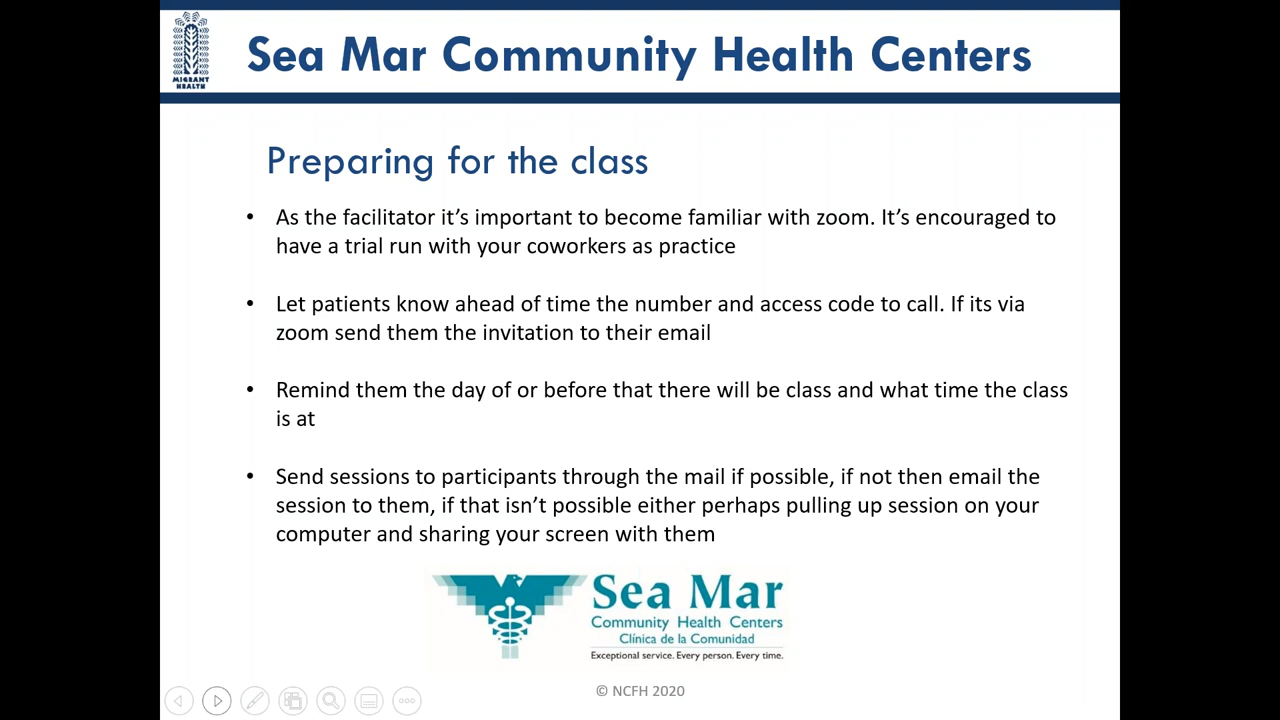 Sea Mar Community Health Centers
MIGRANT
HEALTH
Preparing for the class
• As the facilitator it’s important to become familiar with zoom. It’s encouraged to
have a trial run with your coworkers as practice
• Let patients know ahead of time the number and access code to call. If its via
zoom send them the invitation to their email
• Remind them the day of or before that there will be class and what time the class
is at
• Send sessions to participants through the mail if possible, if not then email the
session to them, if that isn’t possible either perhaps pulling up session on your
computer and sharing your screen with them
Sea Mar
Community Health Centers
Clínica de la Comunidad
Exceptional service. Every person. Every time.
© NCFH 2020